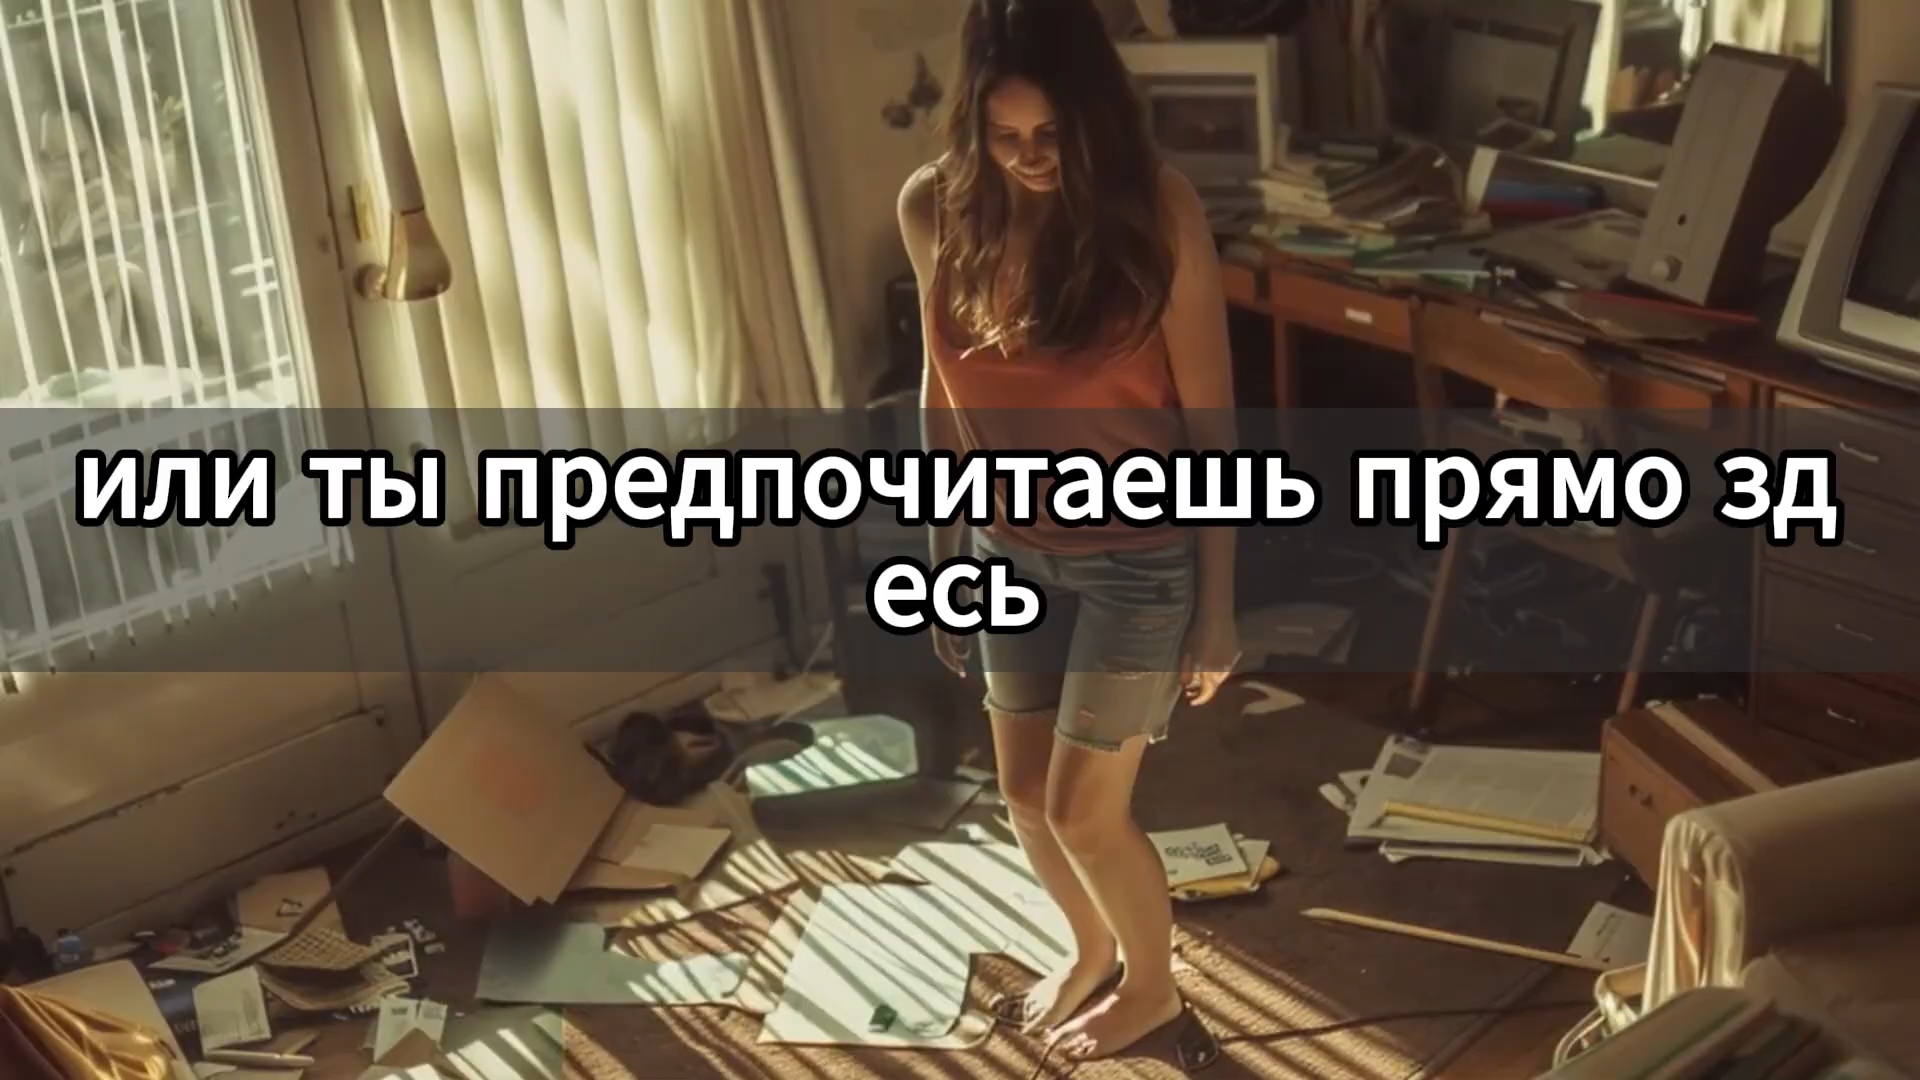 или ты предпочитаешь прямо зд
есь